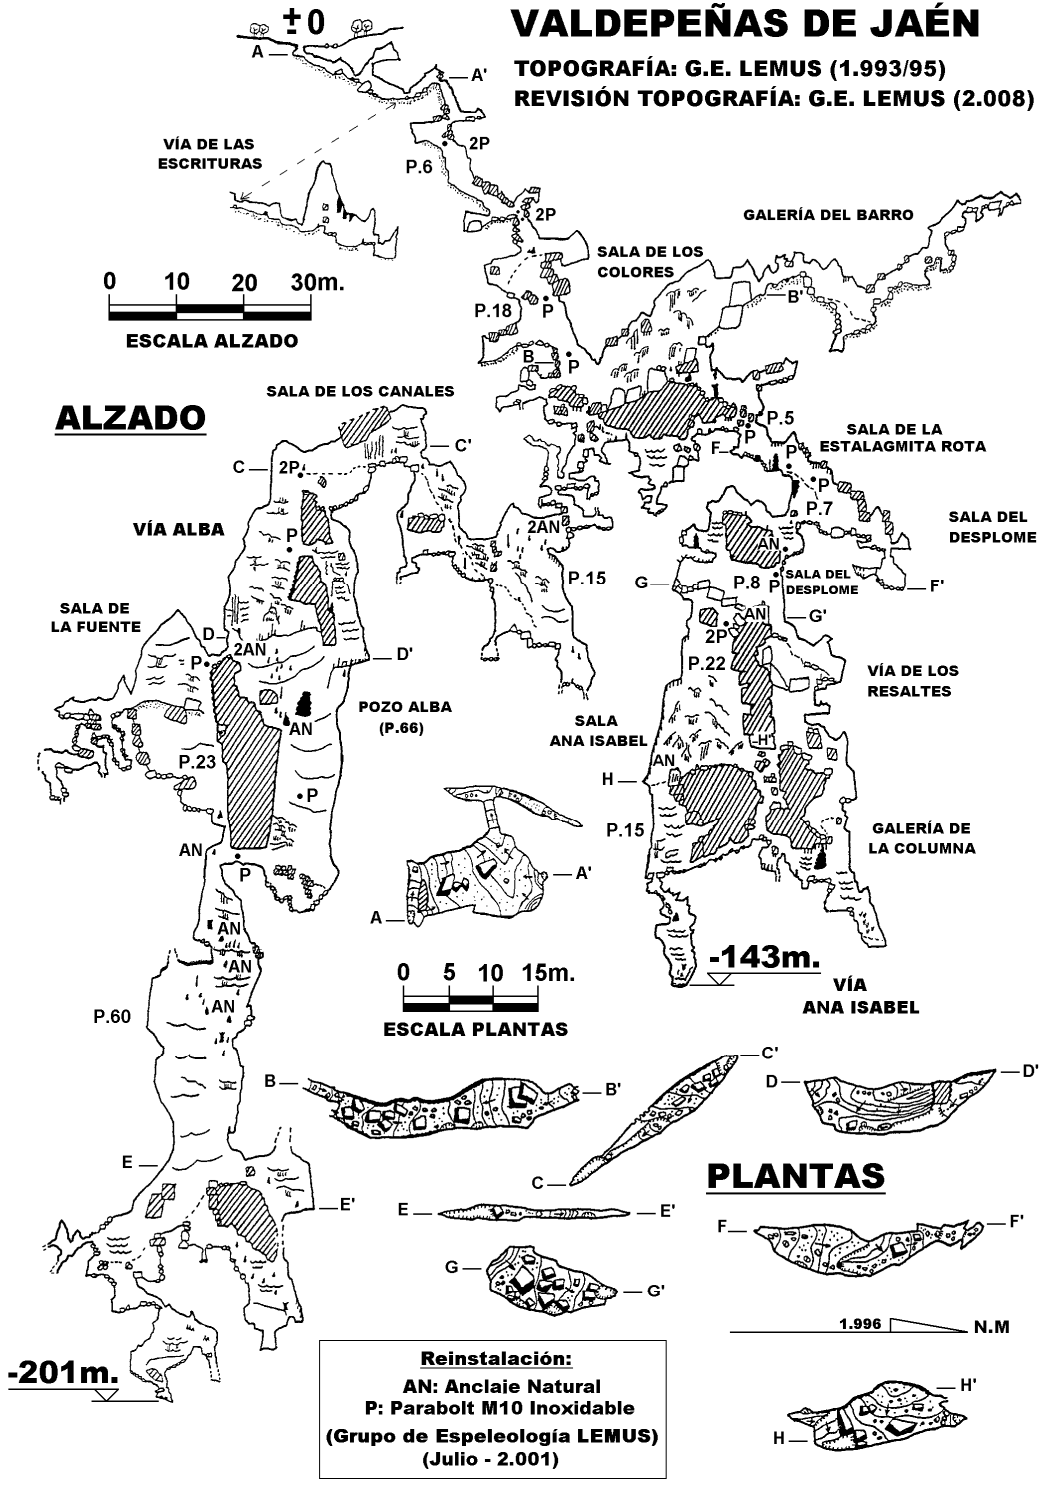 VALDEPEÑAS DE JAÉN
TOPOGRAFÍA: G.E. LEMUS (1.993/95)
REVISIÓN TOPOGRAFÍA: G.E. LEMUS (2.008)
±0
A
A'
VÍA DE LAS
ESCRITURAS
2P
P.6
2P
GALERÍA DEL BARRO
SALA DE LOS
COLORES
0 10 20 30m.
ESCALA ALZADO
P.18
P
B'
B
P
SALA DE LOS CANALES
ALZADO
P.5
P
SALA DE LA
ESTALAGMITA ROTA
F
P
P
C
2P
C'
VÍA ALBA
P
2AN
P.7
SALA DEL
DESPLOME
AN
P.15
G
P.8
P
SALA DEL
DESPLOME
F'
SALA DE
LA FUENTE
D
2AN
P
D'
AN
2P
G'
P.22
VÍA DE LOS
RESALTES
POZO ALBA
(P.66)
AN
SALA
ANA ISABEL
H'
AN
P.23
H
P
P.15
GALERÍA DE
LA COLUMNA
AN
P
A'
A
AN
AN
AN
P.60
0 5 10 15m.
ESCALA PLANTAS
-143m.
VÍA
ANA ISABEL
B
B'
C'
C
D
D'
E
E'
PLANTAS
E
E'
F
F'
G
G'
1.996
N.M
-201m.
Reinstalación:
AN: Anclaie Natural
P: Parabolt M10 Inoxidable
(Grupo de Espeleología LEMUS)
(Julio - 2.001)
H'
H